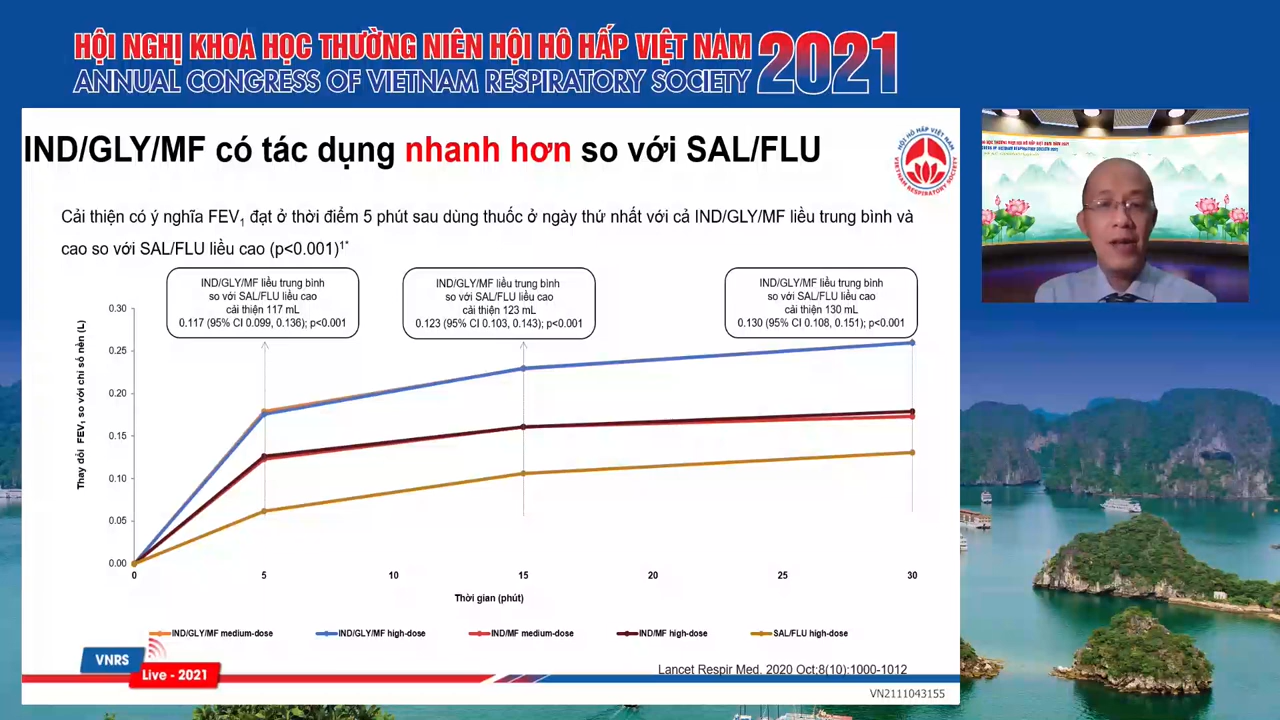 HỘI NGHỊ KHOA HỌC THƯỜNG NIÊN HỘI HÔ HẤP VIỆT NAM
ANNUAL CONGRESS OF VIETNAM RESPIRATORY SOCIETY
2021
IND/GLY/MF có tác dụng nhanh hơn so với SAL/FLU
HỘI HÔ HẤP VIỆT NAM
VIETNAM RESPIRATORY SOCIETY
Cải thiện có ý nghĩa FEV1 đạt ở thời điểm 5 phút sau dùng thuốc ở ngày thứ nhất với cả IND/GLY/MF liều trung bình và
cao so với SAL/FLU liều cao (p<0.001)1*
IND/GLY/MF liều trung bình
so với SAL/FLU liều cao
cải thiện 117 mL
0.117 (95% CI 0.099, 0.136); p<0.001
IND/GLY/MF liều trung bình
so với SAL/FLU liều cao
cải thiện 123 mL
0.123 (95% CI 0.103, 0.143); p<0.001
IND/GLY/MF liều trung bình
so với SAL/FLU liều cao
cải thiện 130 mL
0.130 (95% CI 0.108, 0.151); p<0.001
Thay đổi FEV1 so với chỉ số nền (L)
0.30
0.25
0.20
0.15
0.10
0.05
0.00
0 5 10 15 20 25 30
Thời gian (phút)
IND/GLY/MF medium-dose IND/GLY/MF high-dose IND/MF medium-dose IND/MF high-dose SAL/FLU high-dose
VNRS
Live - 2021
Lancet Respir Med. 2020 Oct;8(10):1000-1012
VN2111043155